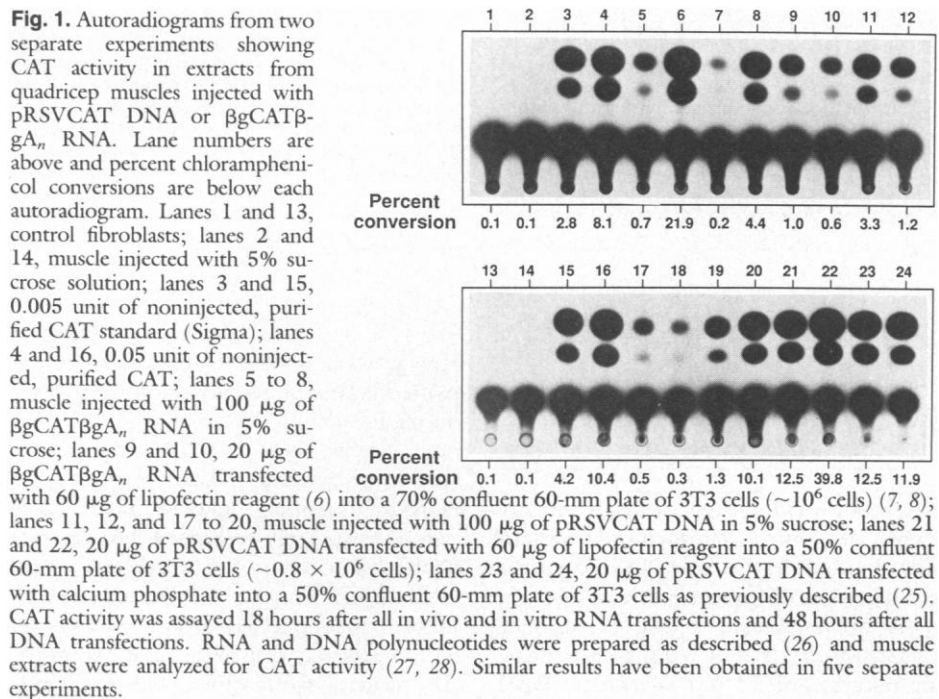 Fig. 1. Autoradiograms from two
separate experiments showing
CAT activity in extracts from
quadricep muscles injected with
pRSVCAT DNA or βgCATβ-
gAn RNA. Lane numbers are
above and percent chlorampheni-
col conversions are below each
autoradiogram. Lanes 1 and 13,
control fibroblasts; lanes 2 and
14, muscle injected with 5% su-
crose solution; lanes 3 and 15,
0.005 unit of noninjected, puri-
fied CAT standard (Sigma); lanes
4 and 16, 0.05 unit of noninject-
ed, purified CAT; lanes 5 to 8,
muscle injected with 100 μg of
βgCATβgAn RNA in 5% su-
crose; lanes 9 and 10, 20 μg of
βgCATβgAn RNA transfected
with 60 μg of lipofectin reagent (6) into a 70% confluent 60-mm plate of 3T3 cells (~10⁶ cells) (7, 8);
lanes 11, 12, and 17 to 20, muscle injected with 100 μg of pRSVCAT DNA in 5% sucrose; lanes 21
and 22, 20 μg of pRSVCAT DNA transfected with 60 μg of lipofectin reagent into a 50% confluent
60-mm plate of 3T3 cells (~0.8 × 10⁶ cells); lanes 23 and 24, 20 μg of pRSVCAT DNA transfected
with calcium phosphate into a 50% confluent 60-mm plate of 3T3 cells as previously described (25).
CAT activity was assayed 18 hours after all in vivo and in vitro RNA transfections and 48 hours after all
DNA transfections. RNA and DNA polynucleotides were prepared as described (26) and muscle
extracts were analyzed for CAT activity (27, 28). Similar results have been obtained in five separate
experiments.
1 2 3 4 5 6 7 8 9 10 11 12
Percent
conversion
0.1 0.1 2.8 8.1 0.7 21.9 0.2 4.4 1.0 0.6 3.3 1.2
13 14 15 16 17 18 19 20 21 22 23 24
Percent
conversion
0.1 0.1 4.2 10.4 0.5 0.3 1.3 10.1 12.5 39.8 12.5 11.9